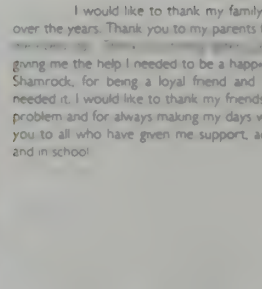 I would like to thank my family
over the years. Thank you to my parents
giving me the help I needed to be a happ
Shamrock, for being a loyal friend and
needed it. I would like to thank my friends
problem and for always making my days
you to all who have given me support, a
and in school